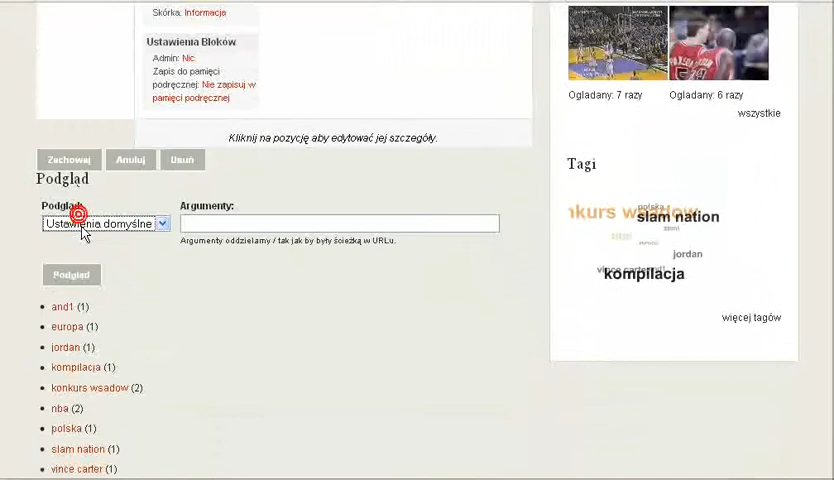 Skórka: Informacja
Ustawienia Bloków
Admin: Nic
Zapis do pamięci
podręcznej: Nie zapisuj w
pamięci podręcznej
Kliknij na pozycję aby edytować jej szczegóły.
Zachowaj
Anuluj
Usuń
Podgląd
Podgląd:
Argumenty:
Ustawienia domyślne
Argumenty oddzielamy / tak jak by były ścieżką w URLu.
Podgląd
and1 (1)
europa (1)
jordan (1)
kompilacja (1)
konkurs wsadow (2)
nba (2)
polska (1)
slam nation (1)
vince carter (1)
Ogladany: 7 razy
Ogladany: 6 razy
wszystkie
Tagi
polska
slam nation
jordan
kompilacja
więcej tagów